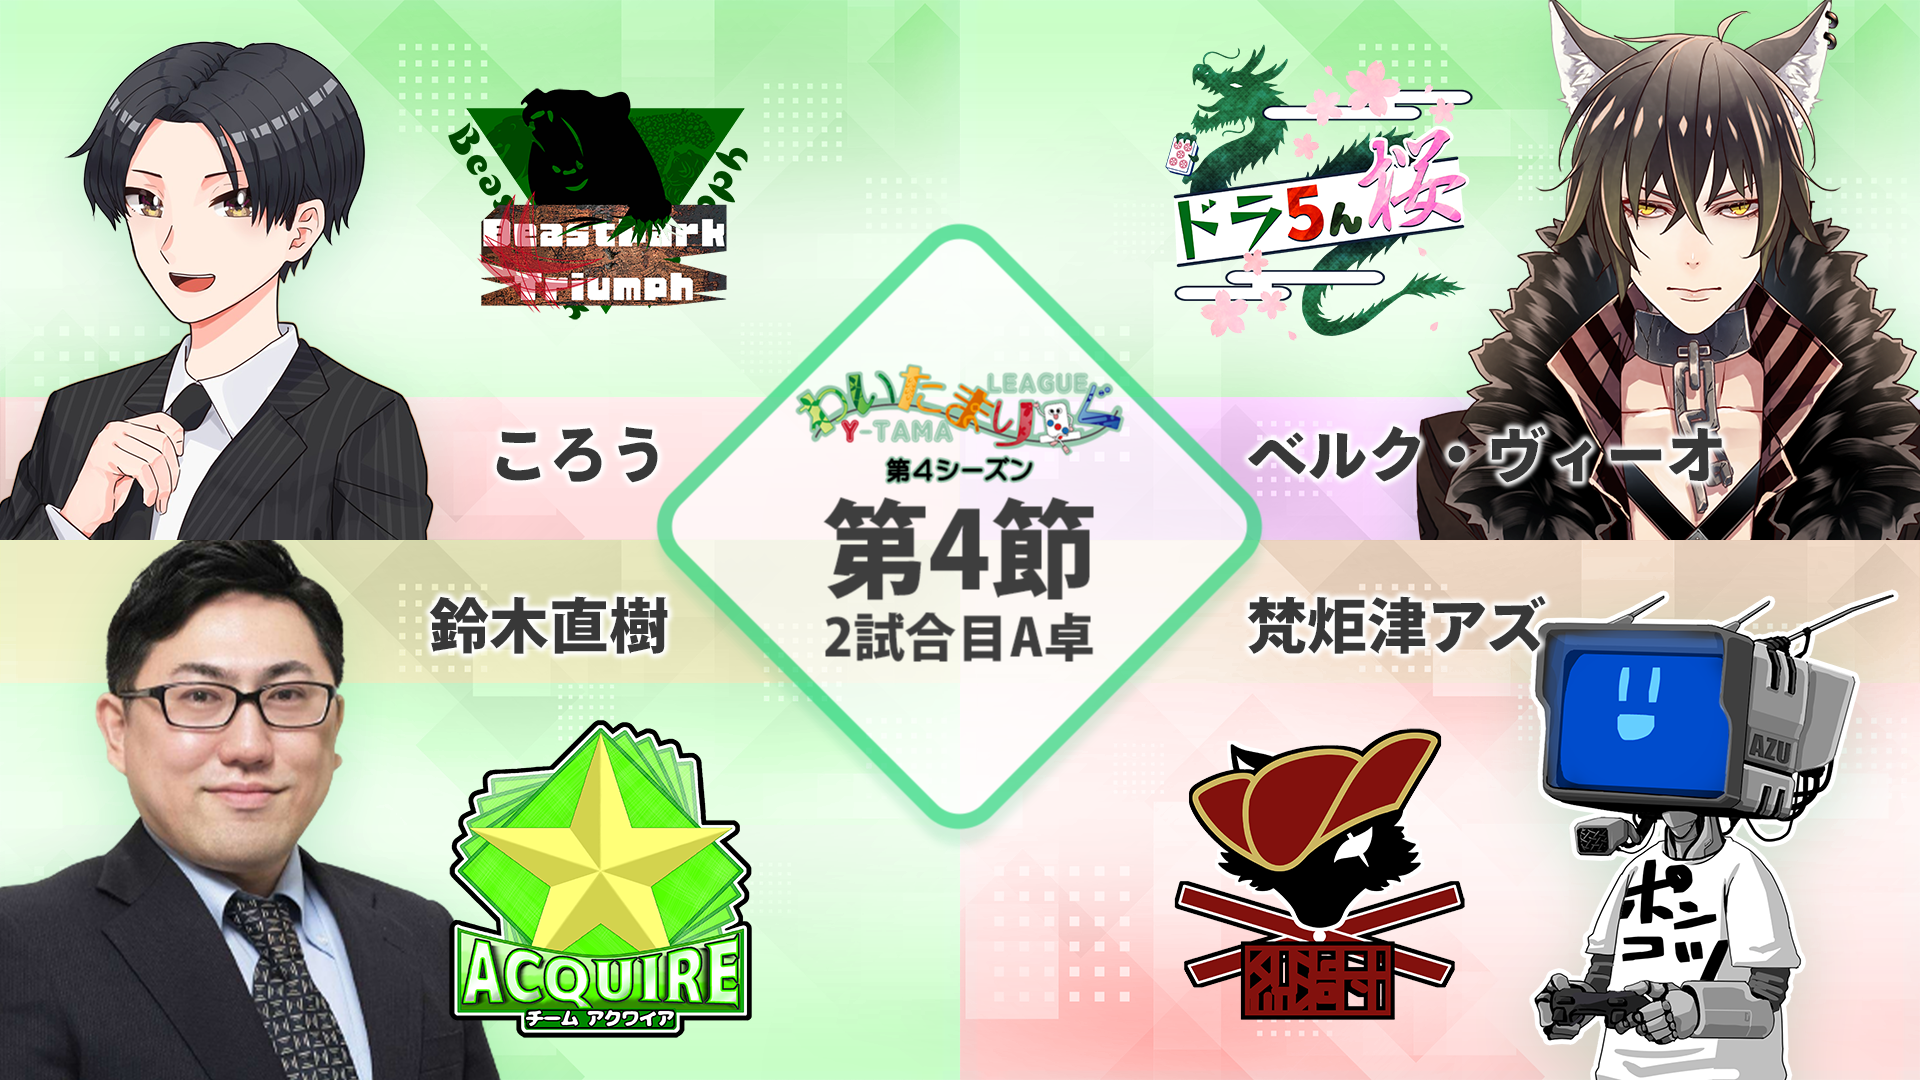 Beastmark
Triumph
ドラ5ん桜
ころう
ベルク・ヴィーオ
わいたまりーぐ
LEAGUE
Y-TAMA
第4シーズン
第4節
2試合目A卓
鈴木直樹
梵炬津アズ
ACQUIRE
チーム アクワイア
AZU
ポンコツ